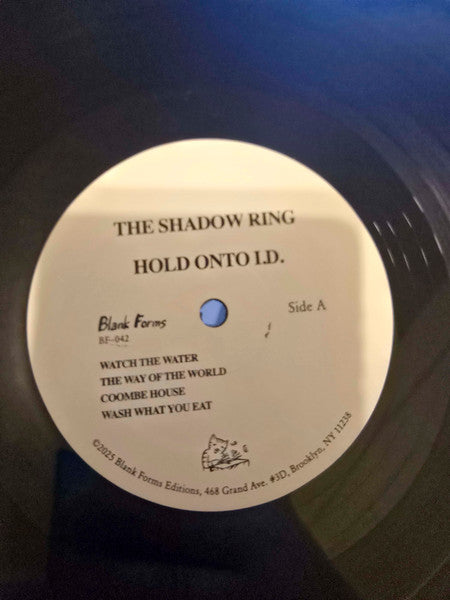 THE SHADOW RING
HOLD ONTO I.D.
Side A
Blank Forms
BF-042
WATCH THE WATER
THE WAY OF THE WORLD
COOMBE HOUSE
WASH WHAT YOU EAT
©2025 Blank Forms Editions, 468 Grand Ave. #3D, Brooklyn, NY 11238